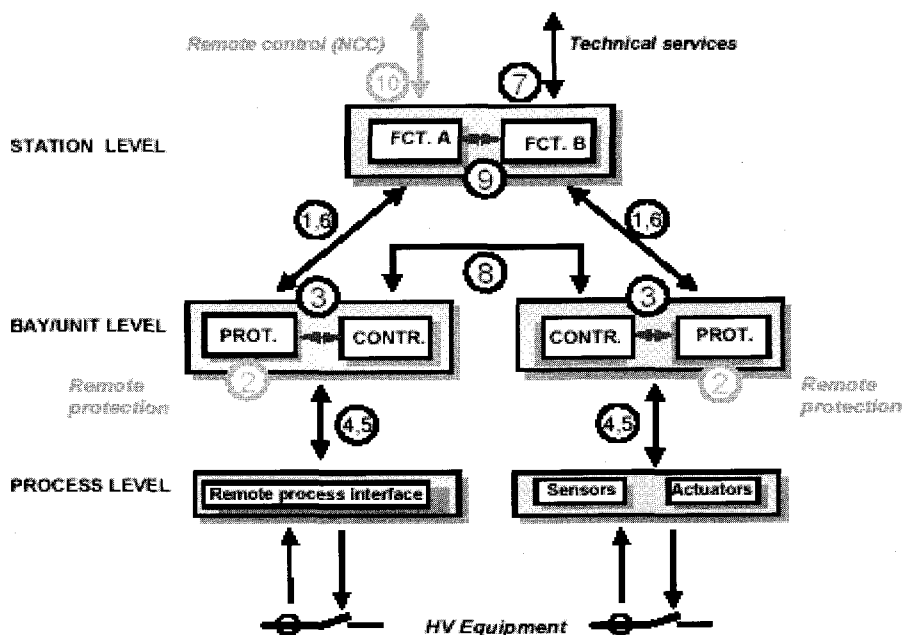 Remote control (NCC)
Technical services
10
7
STATION LEVEL
FCT. A
FCT. B
9
1,6
1,6
8
3
3
BAY/UNIT LEVEL
PROT.
CONTR.
CONTR.
PROT.
2
2
Remote
protection
Remote
protection
4,5
4,5
PROCESS LEVEL
Remote process interface
Sensors
Actuators
HV Equipment